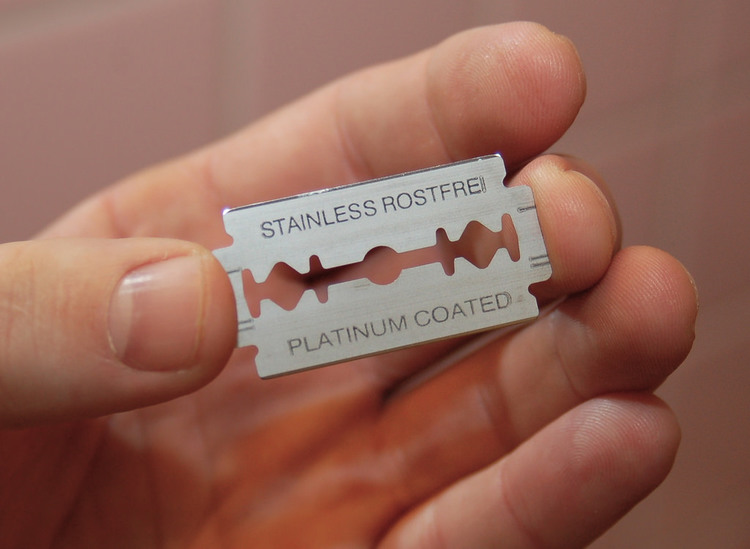 STAINLESS ROSTFREI
PLATINUM COATED